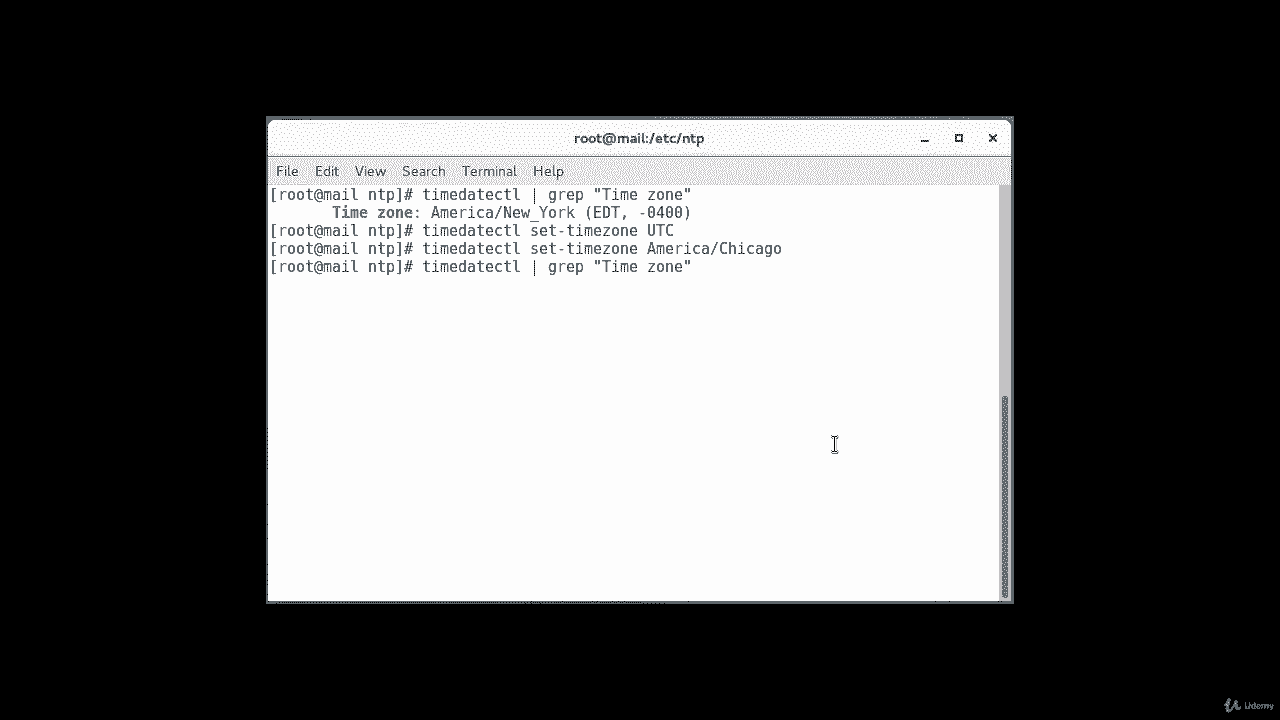 root@mail:/etc/ntp
File Edit View Search Terminal Help
[root@mail ntp]# timedatectl | grep "Time zone"
Time zone: America/New_York (EDT, -0400)
[root@mail ntp]# timedatectl set-timezone UTC
[root@mail ntp]# timedatectl set-timezone America/Chicago
[root@mail ntp]# timedatectl | grep "Time zone"
Udemy